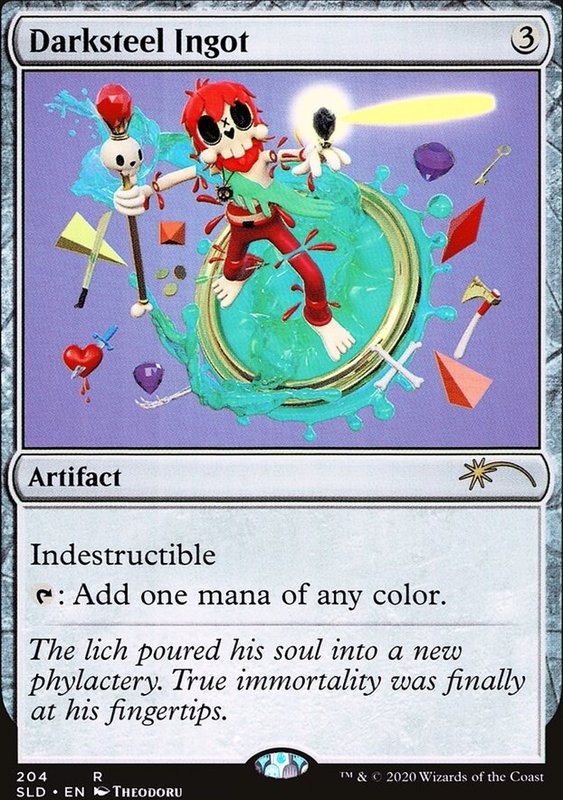 Darksteel Ingot 3
Artifact
Indestructible
: Add one mana of any color.
The lich poured his soul into a new
phylactery. True immortality was finally
at his fingertips.
204 R
SLD • EN THEODORU
™ & © 2020 Wizards of the Coast